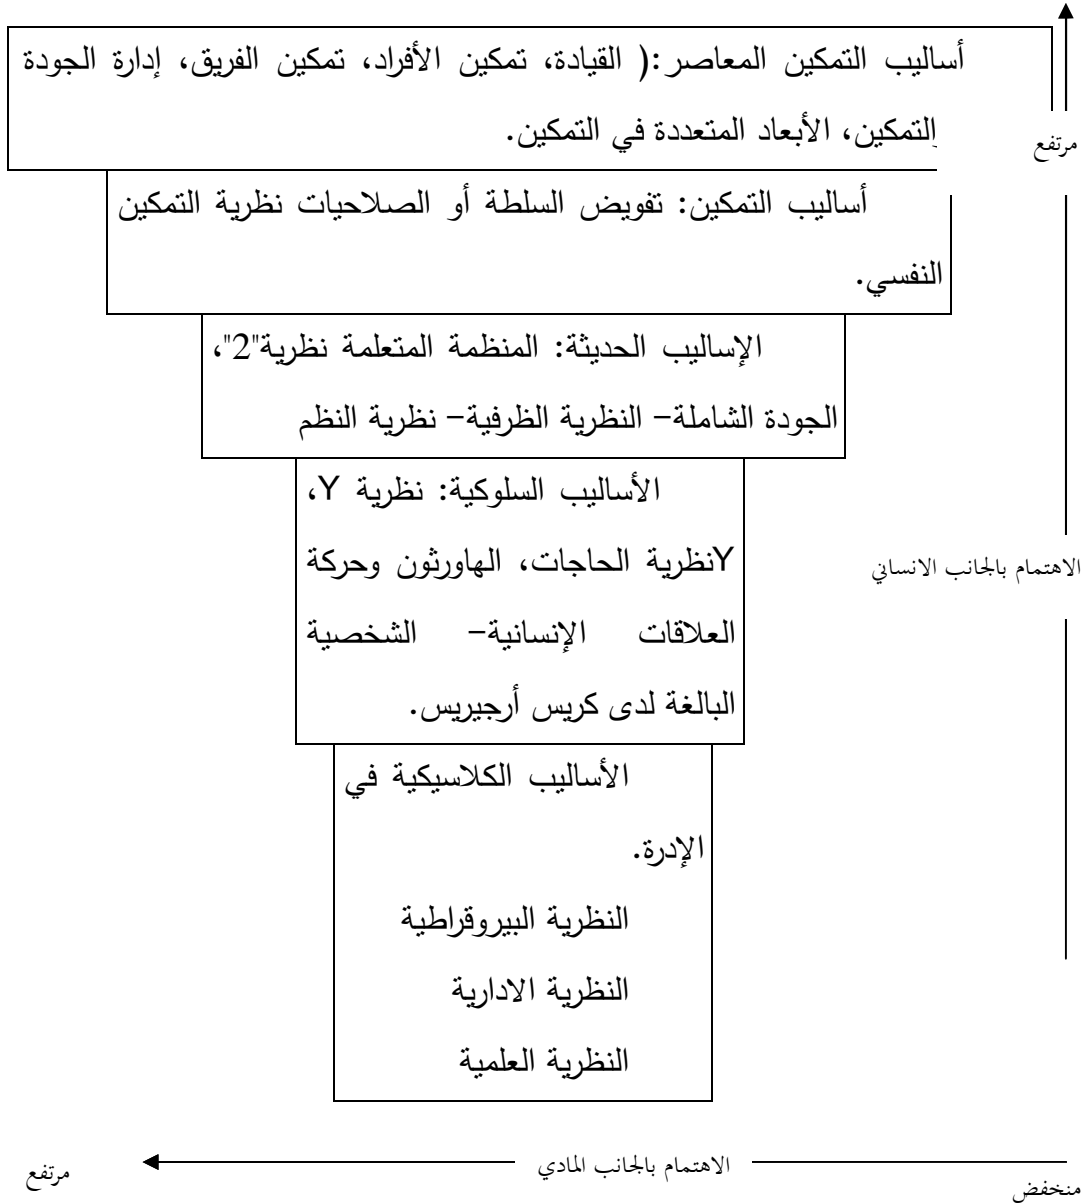 أساليب التمكين المعاصر:( القيادة، تمكين الأفراد، تمكين الفريق، إدارة الجودة
والتمكين، الأبعاد المتعددة في التمكين.
مرتفع
أساليب التمكين: تفويض السلطة أو الصلاحيات نظرية التمكين
النفسي.
الإساليب الحديثة: المنظمة المتعلمة نظرية"2"،
الجودة الشاملة– النظرية الظرفية– نظرية النظم
الأساليب السلوكية: نظرية Y،
Yنظرية الحاجات، الهاورثون وحركة
العلاقات الإنسانية– الشخصية
البالغة لدى كريس أرجيريس.
الاهتمام بالجانب الانساني
الأساليب الكلاسيكية في
الإدرة.
النظرية البيروقراطية
النظرية الادارية
النظرية العلمية
الاهتمام بالجانب المادي
مرتفع
منخفض